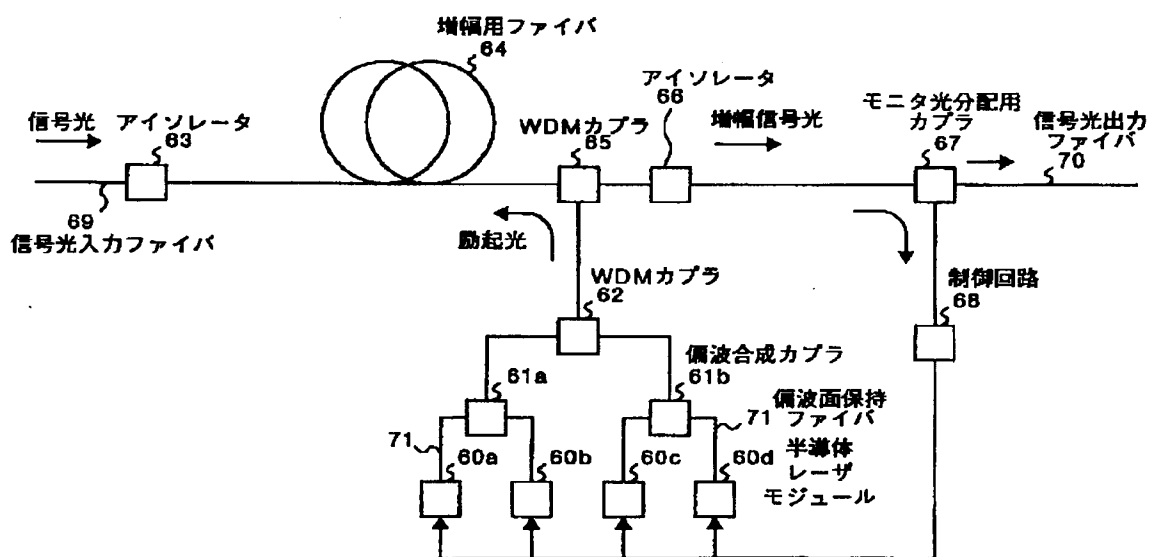 増幅用ファイバ
64
アイソレータ
66
信号光
アイソレータ
63
WDMカプラ
65
増幅信号光
モニタ光分配用
カプラ
67
信号光出力
ファイバ
70
69
信号光入力ファイバ
励起光
WDMカプラ
62
制御回路
68
61a
偏波合成カプラ
61b
偏波面保持
ファイバ
71
71
60a
60b
60c
60d
半導体
レーザ
モジュール